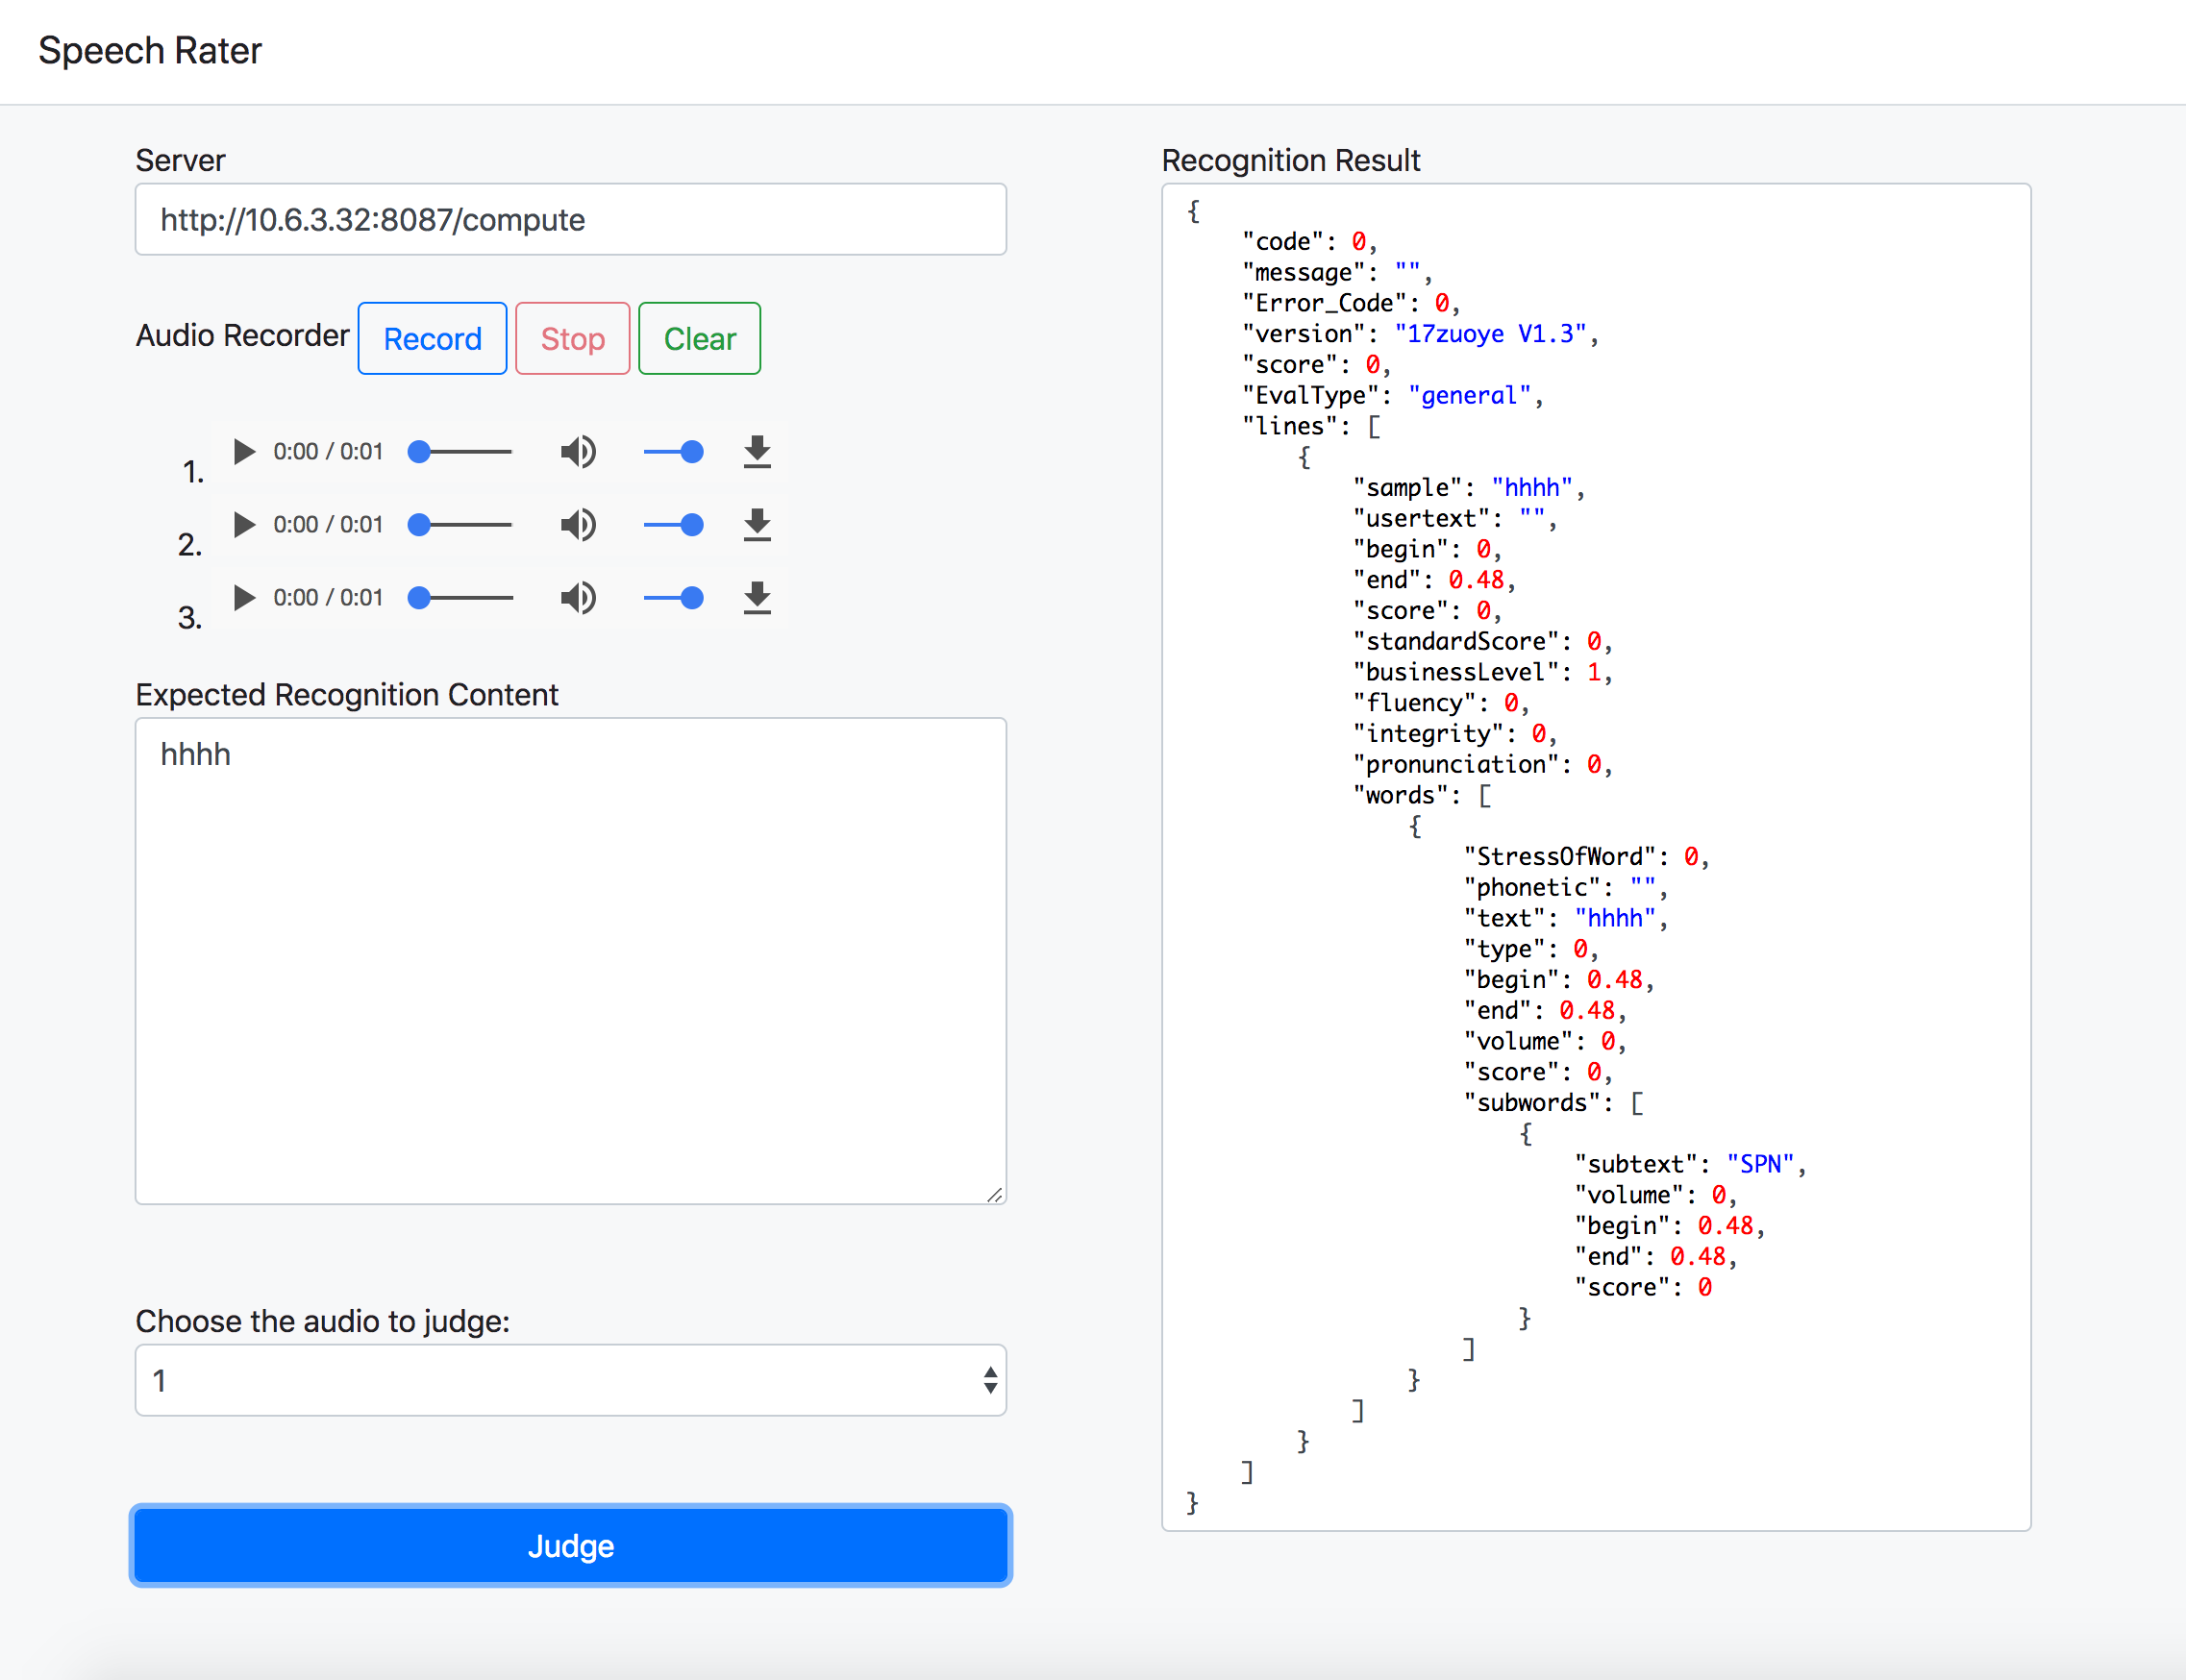 Speech Rater
Server
http://10.6.3.32:8087/compute
Audio Recorder Record Stop Clear
1. 0:00 / 0:01
2. 0:00 / 0:01
3. 0:00 / 0:01
Expected Recognition Content
hhhh
Choose the audio to judge:
1
Judge
Recognition Result
{
    "code": 0,
    "message": "",
    "Error_Code": 0,
    "version": "17zuoye V1.3",
    "score": 0,
    "EvalType": "general",
    "lines": [
        {
            "sample": "hhhh",
            "usertext": "",
            "begin": 0,
            "end": 0.48,
            "score": 0,
            "standardScore": 0,
            "businessLevel": 1,
            "fluency": 0,
            "integrity": 0,
            "pronunciation": 0,
            "words": [
                {
                    "StressOfWord": 0,
                    "phonetic": "",
                    "text": "hhhh",
                    "type": 0,
                    "begin": 0.48,
                    "end": 0.48,
                    "volume": 0,
                    "score": 0,
                    "subwords": [
                        {
                            "subtext": "SPN",
                            "volume": 0,
                            "begin": 0.48,
                            "end": 0.48,
                            "score": 0
                        }
                    ]
                }
            ]
        }
    ]
}